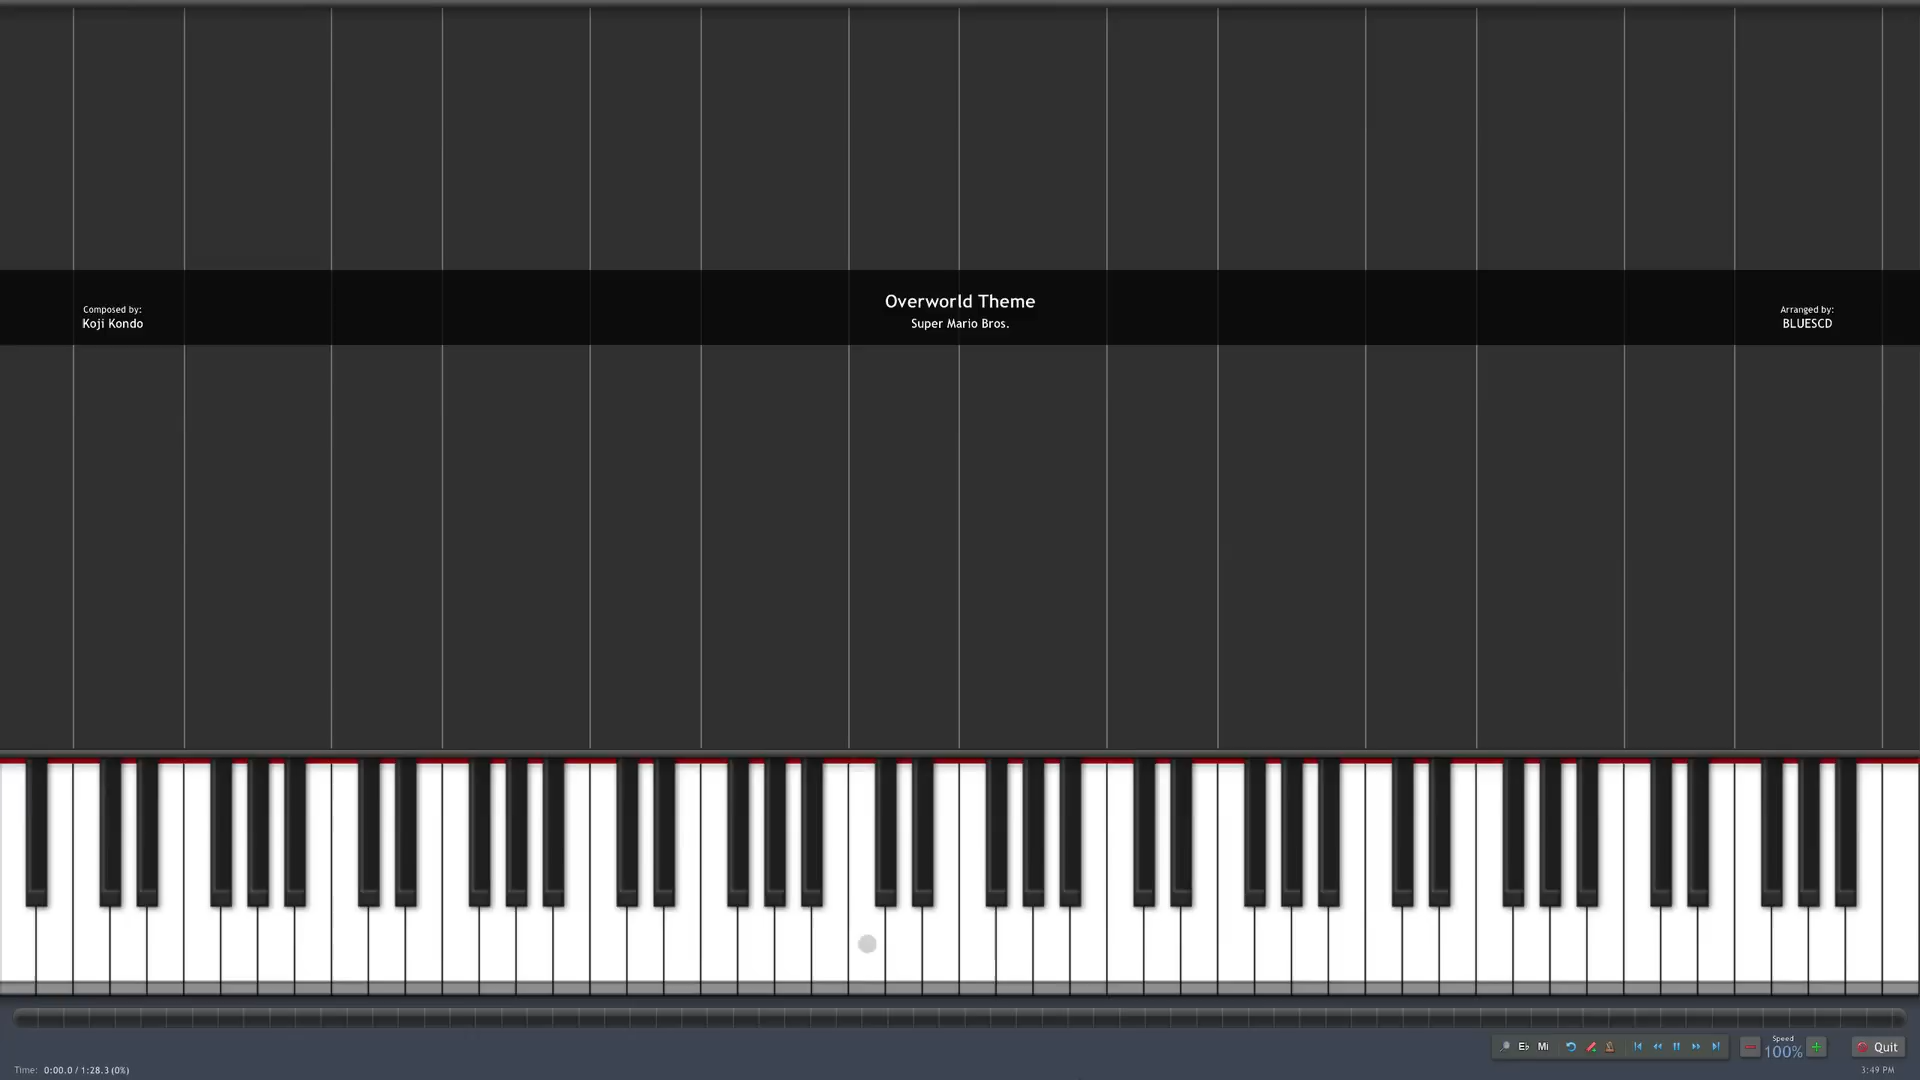 Composed by:
Koji Kondo
Overworld Theme
Super Mario Bros.
Arranged by:
BLUESCD
E♭ Mi
Speed
100%
Quit
Time: 0:00.0 / 1:28.3 (0%)
3:49 PM